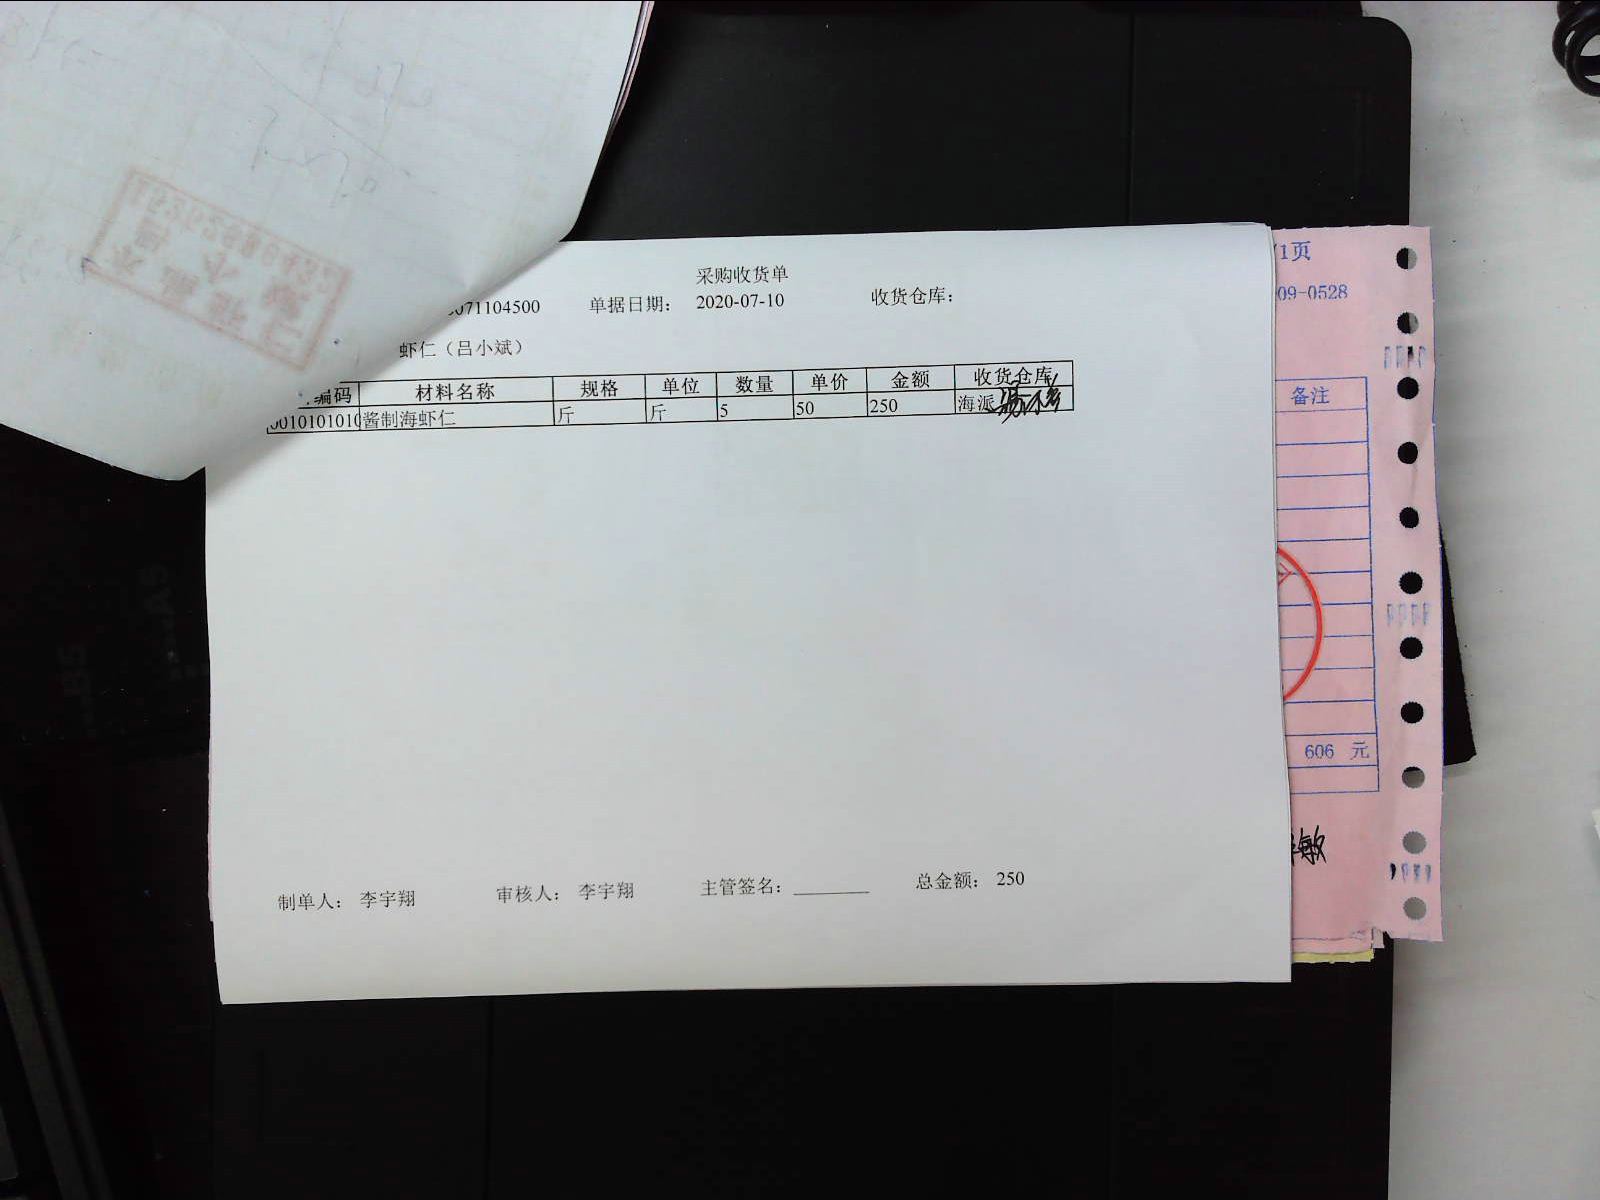 采购收货单
071104500 单据日期： 2020-07-10 收货仓库：
虾仁（吕小斌）
编码 材料名称 规格 单位 数量 单价 金额 收货仓库
010101010 酱制海虾仁 斤 斤 5 50 250 海派
制单人： 李宇翔 审核人： 李宇翔 主管签名： ________ 总金额： 250
1页
09-0528
备注
606 元
敏